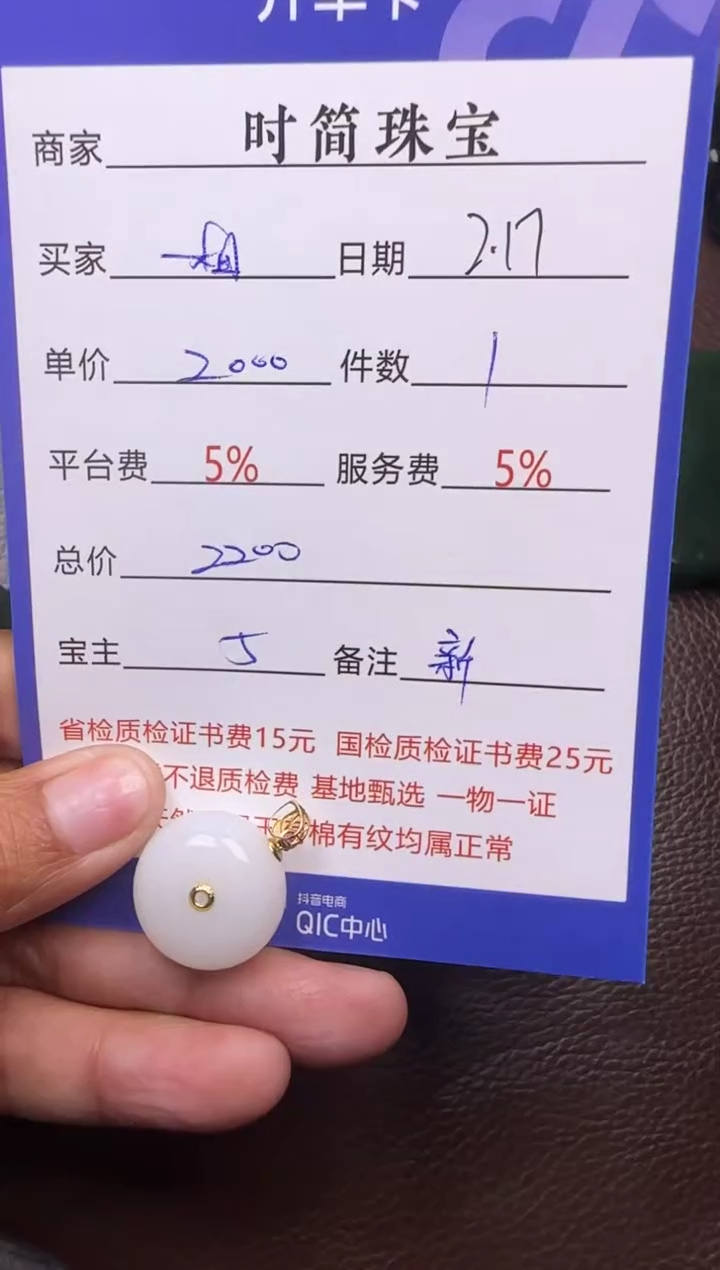 商家 时简珠宝
买家 一姐 日期 2.17
单价 2000 件数 1
平台费 5% 服务费 5%
总价 2200
宝主 5 备注 新
省检质检证书费15元 国检质检证书费25元
不退质检费 基地甄选 一物一证
棉有纹均属正常
抖音电商
QIC中心